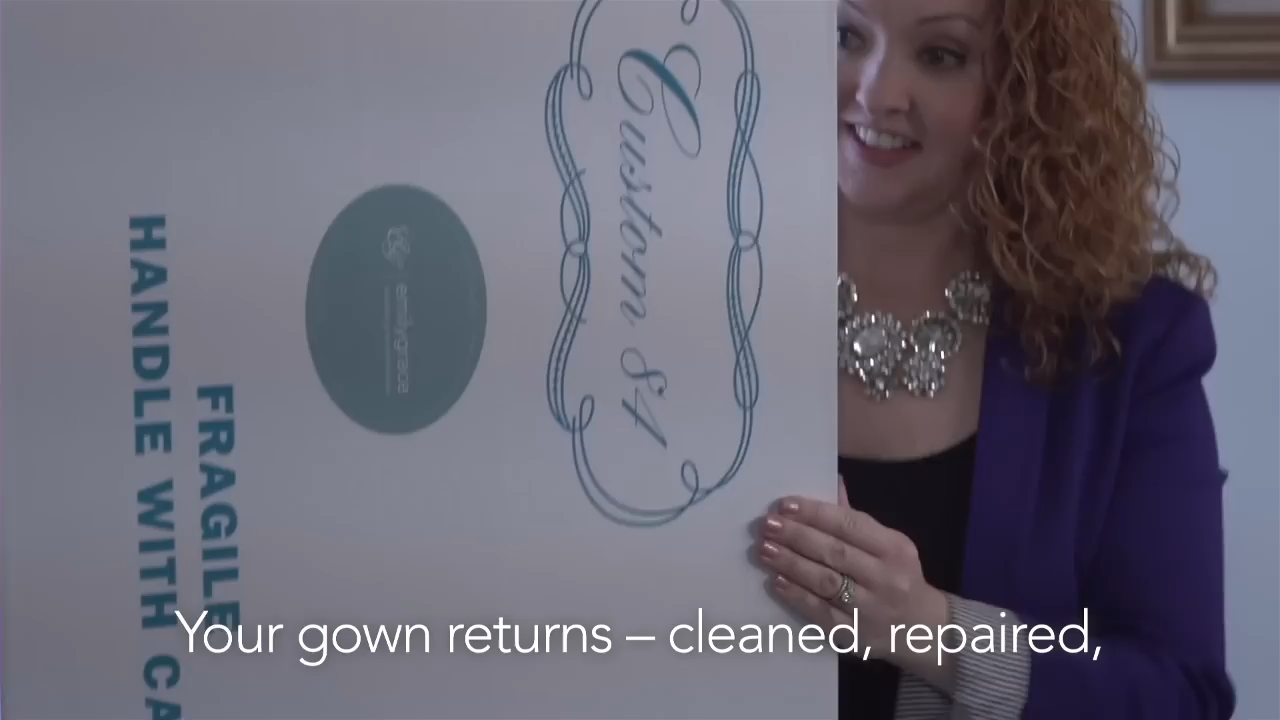 Custom 84
emilygrace
FRAGILE
HANDLE WITH CA
Your gown returns – cleaned, repaired,